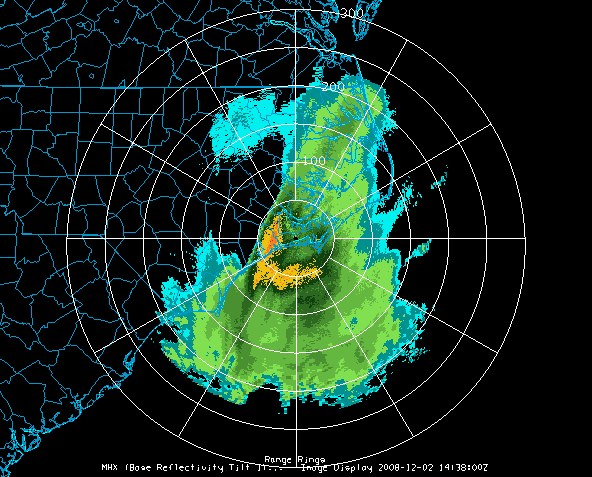 300
200
100
Range Rings
MHX (Base Reflectivity Tilt 1)... Image Display 2008-12-02 14:38:00Z